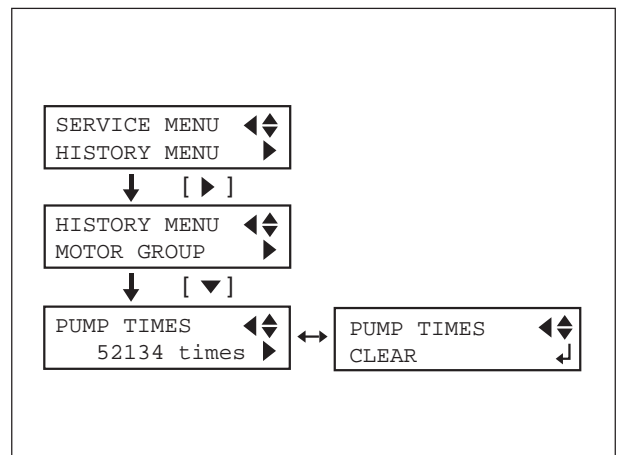 SERVICE MENU ◀◆
HISTORY MENU ▶
↓ [ ▶ ]
HISTORY MENU ◀◆
MOTOR GROUP ▶
↓ [ ▼ ]
PUMP TIMES ◀◆
52134 times ▶
↔
PUMP TIMES ◀◆
CLEAR ↵